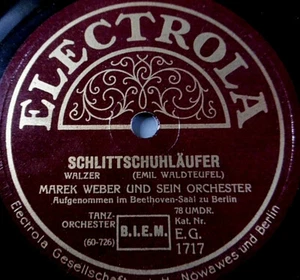 ELECTROLA
SCHLITTSCHUHLÄUFER
WALZER (EMIL WALDTEUFEL)
MAREK WEBER UND SEIN ORCHESTER
Aufgenommen im Beethoven-Saal zu Berlin
TANZ-
ORCHESTER
(60-726)
B.I.E.M.
78 UMDR.
Kat. Nr.
E.G.
1717
Electrola Gesellschaft H. Nowawes und Berlin